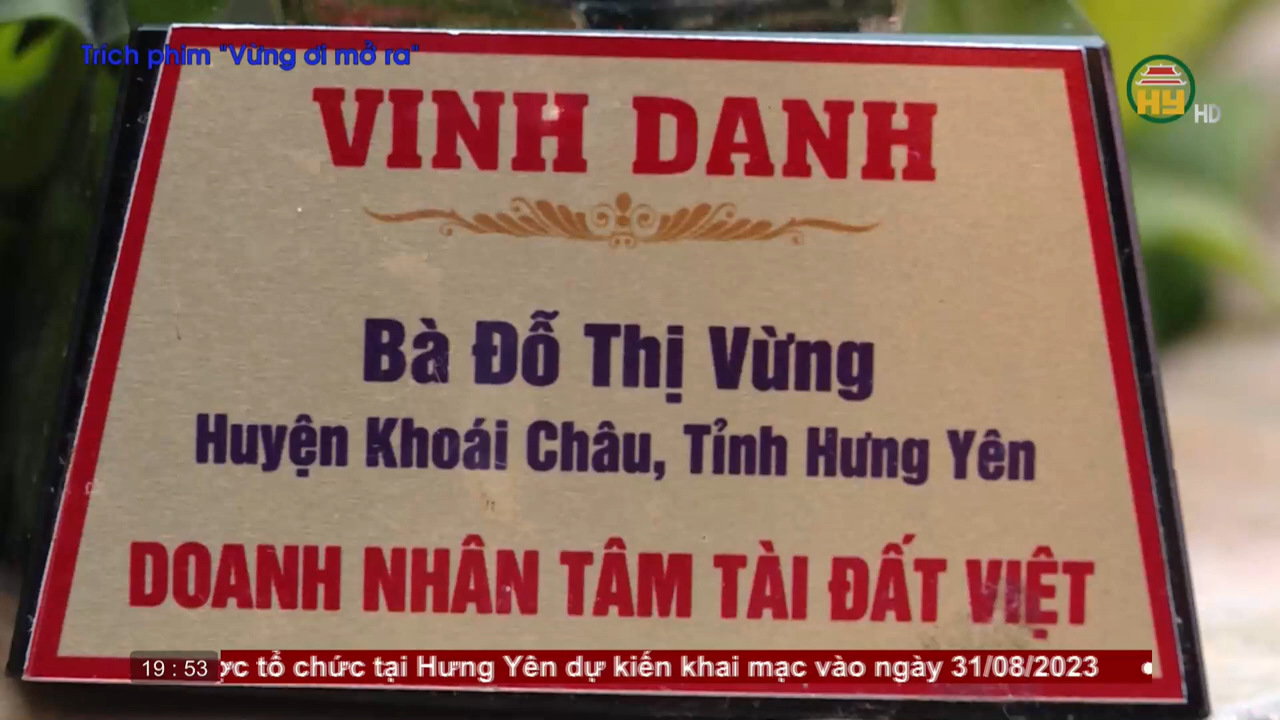 Trích phim "Vừng ơi mở ra"
HY HD
VINH DANH
Bà Đỗ Thị Vừng
Huyện Khoái Châu, Tỉnh Hưng Yên
DOANH NHÂN TÂM TÀI ĐẤT VIỆT
19 : 53
tổ chức tại Hưng Yên dự kiến khai mạc vào ngày 31/08/2023